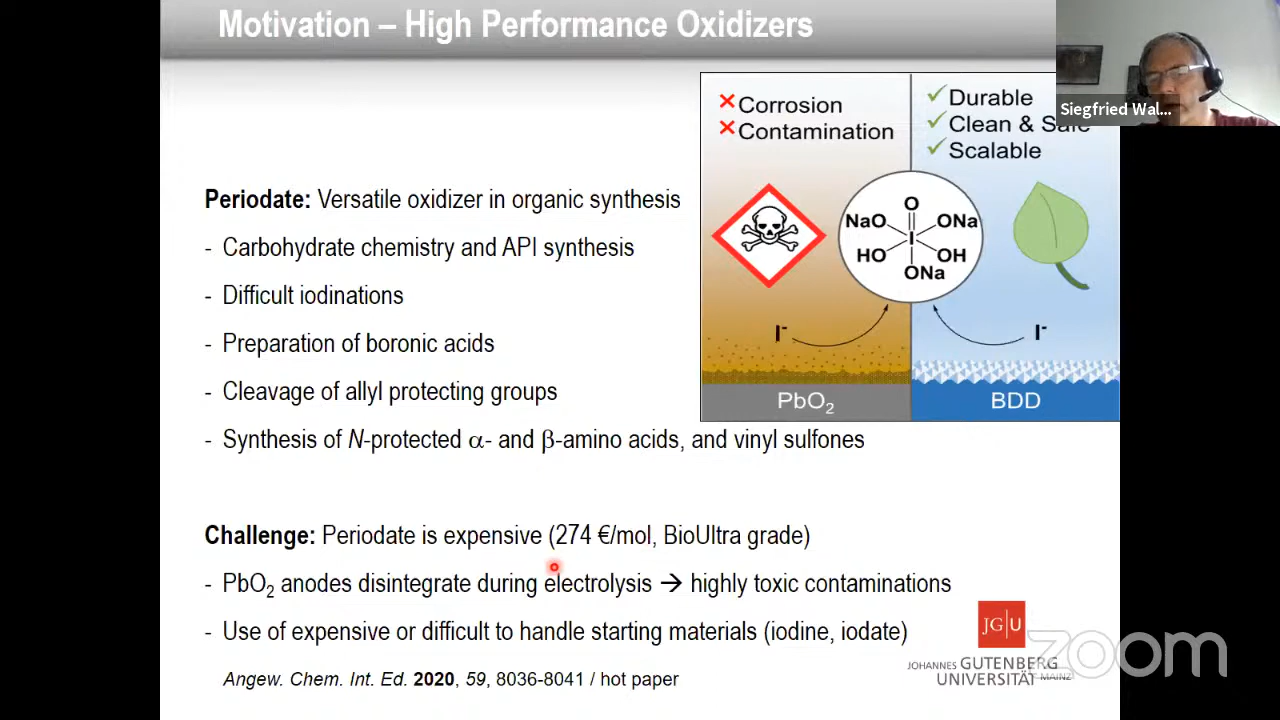 Motivation – High Performance Oxidizers
Siegfried Wal...
× Corrosion
× Contamination
✓ Durable
✓ Clean & Safe
✓ Scalable
O
NaO ONa
I
HO OH
ONa
I⁻
I⁻
PbO₂
BDD
Periodate: Versatile oxidizer in organic synthesis
- Carbohydrate chemistry and API synthesis
- Difficult iodinations
- Preparation of boronic acids
- Cleavage of allyl protecting groups
- Synthesis of N-protected α- and β-amino acids, and vinyl sulfones
Challenge: Periodate is expensive (274 €/mol, BioUltra grade)
- PbO₂ anodes disintegrate during electrolysis → highly toxic contaminations
- Use of expensive or difficult to handle starting materials (iodine, iodate)
Angew. Chem. Int. Ed. 2020, 59, 8036-8041 / hot paper
JG|U
JOHANNES GUTENBERG
UNIVERSITÄT MAINZ
zoom